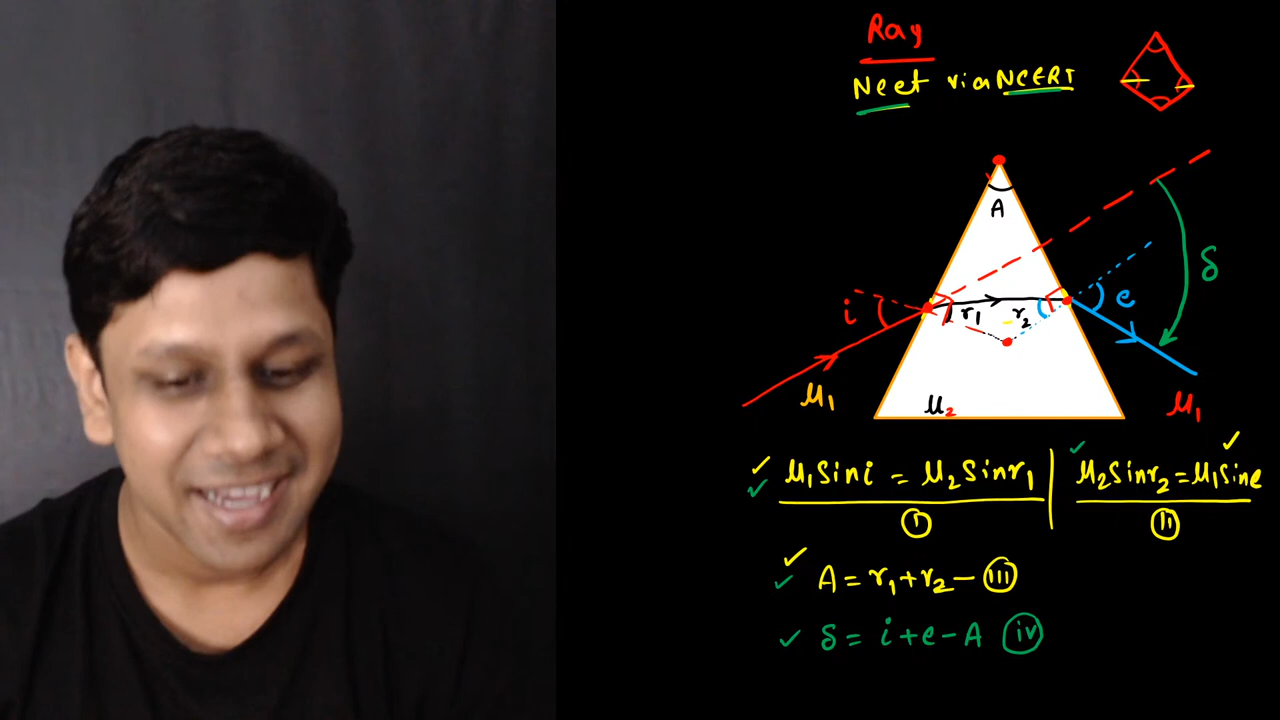 Ray
Neet via NCERT
A
δ
i
r₁
r₂
e
μ₁
μ₂
μ₁
μ₁ Sin i = μ₂ Sin r₁
I
μ₂ Sin r₂ = μ₁ Sin e
II
A = r₁ + r₂ – III
δ = i + e – A iv